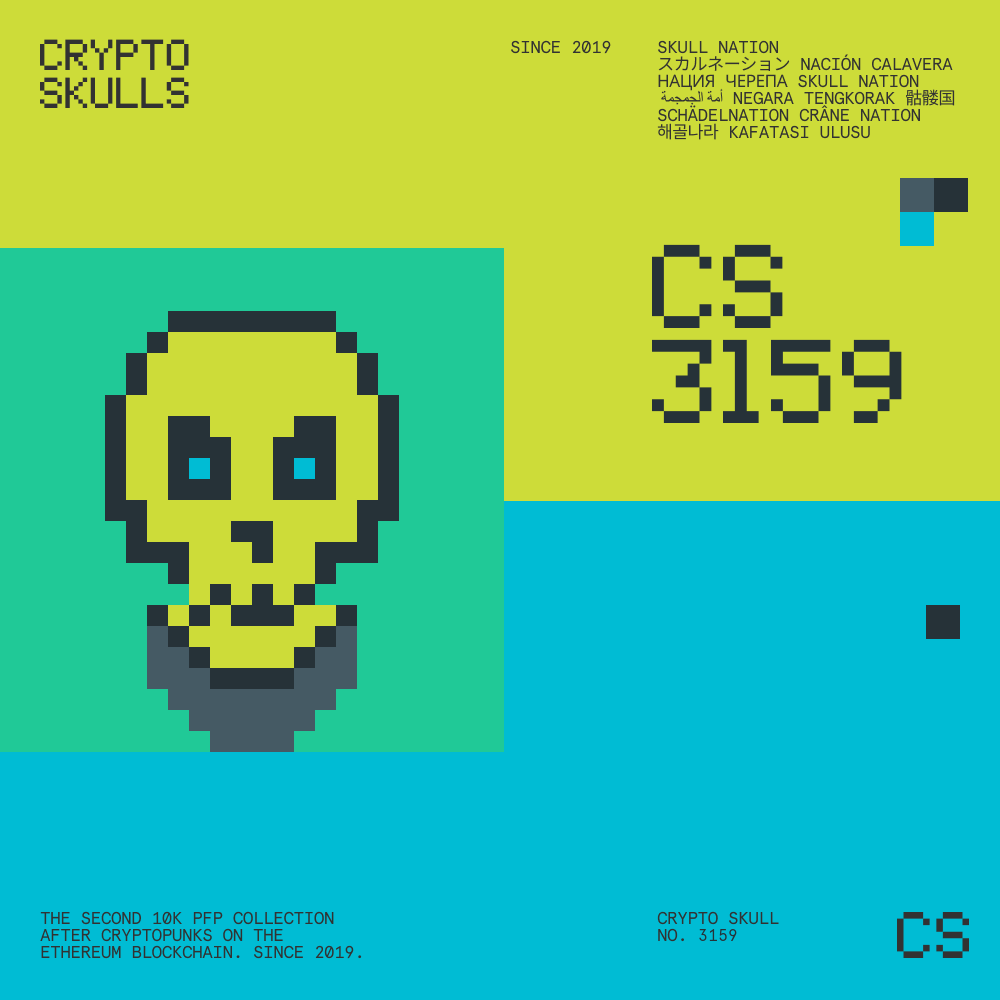 CRYPTO
SKULLS
SINCE 2019
SKULL NATION
スカルネーション NACIÓN CALAVERA
НАЦИЯ ЧЕРЕПА SKULL NATION
أمة الجمجمة NEGARA TENGKORAK 骷髅国
SCHÄDELNATION CRÂNE NATION
해골나라 KAFATASI ULUSU
CS
3159
THE SECOND 10K PFP COLLECTION
AFTER CRYPTOPUNKS ON THE
ETHEREUM BLOCKCHAIN. SINCE 2019.
CRYPTO SKULL
NO. 3159
CS